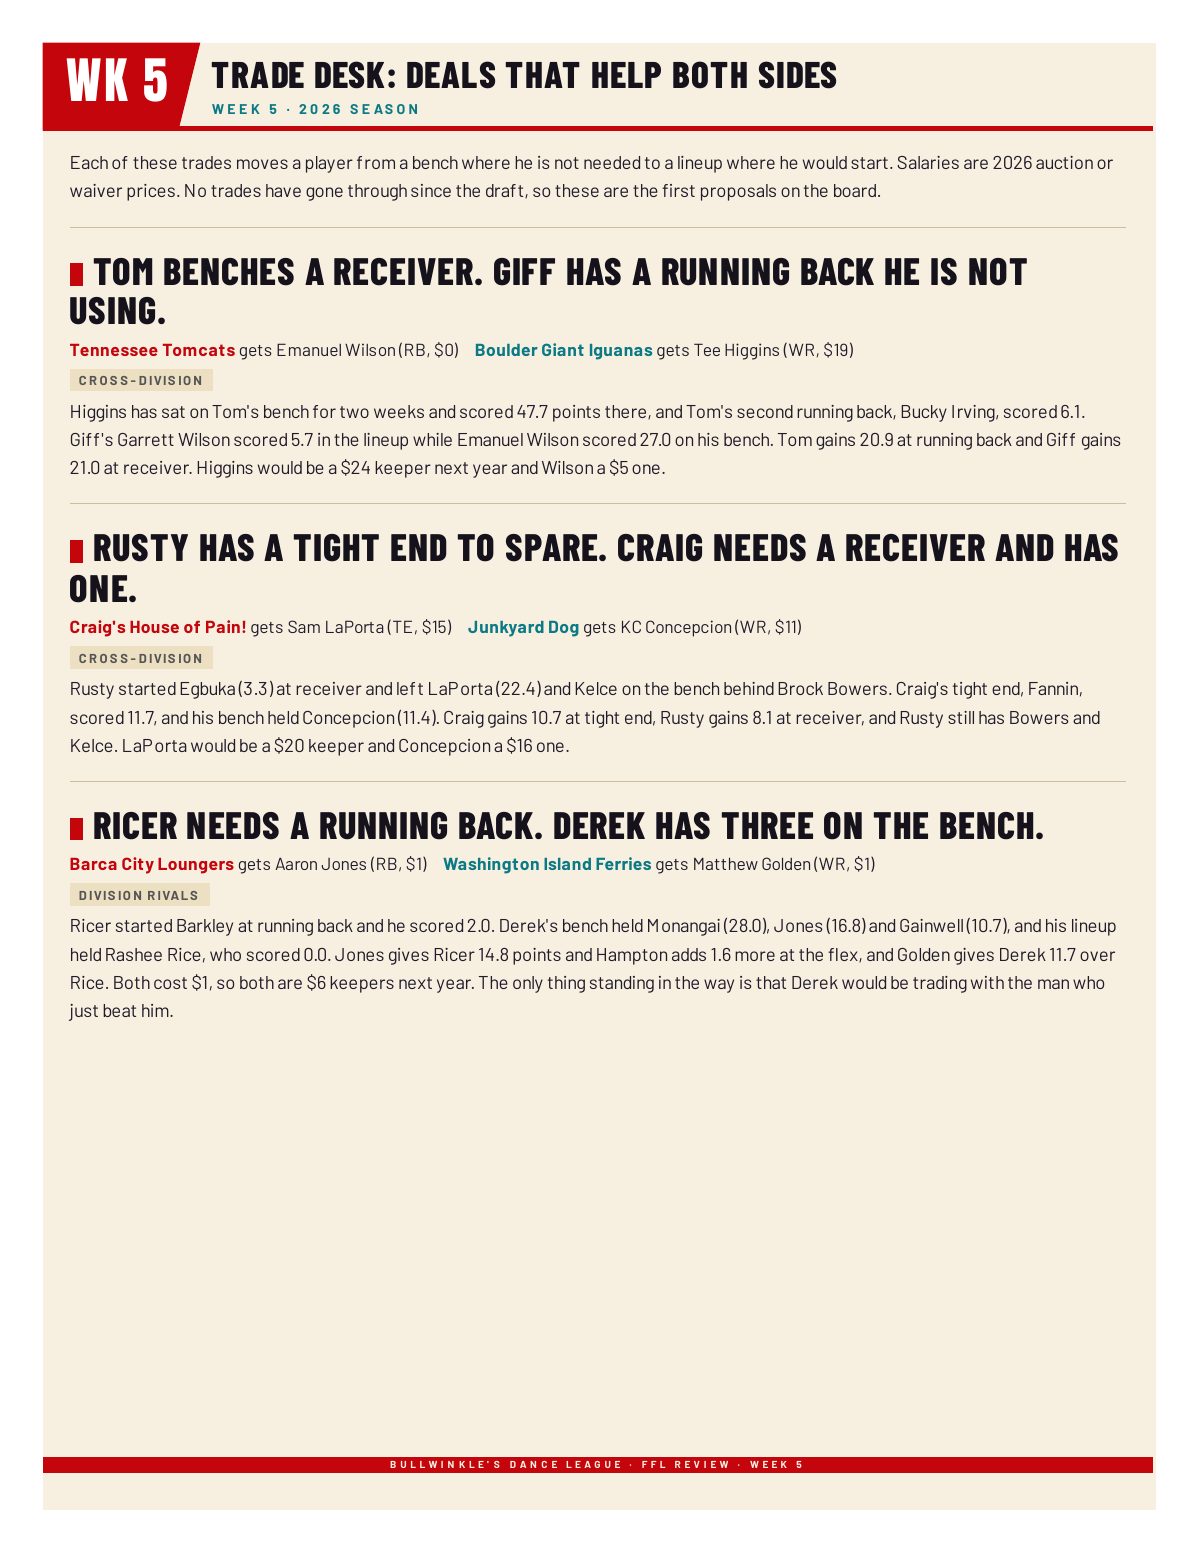 WK 5
TRADE DESK: DEALS THAT HELP BOTH SIDES
WEEK 5 · 2026 SEASON
Each of these trades moves a player from a bench where he is not needed to a lineup where he would start. Salaries are 2026 auction or
waiver prices. No trades have gone through since the draft, so these are the first proposals on the board.
TOM BENCHES A RECEIVER. GIFF HAS A RUNNING BACK HE IS NOT
USING.
Tennessee Tomcats gets Emanuel Wilson (RB, $0) Boulder Giant Iguanas gets Tee Higgins (WR, $19)
CROSS-DIVISION
Higgins has sat on Tom's bench for two weeks and scored 47.7 points there, and Tom's second running back, Bucky Irving, scored 6.1.
Giff's Garrett Wilson scored 5.7 in the lineup while Emanuel Wilson scored 27.0 on his bench. Tom gains 20.9 at running back and Giff gains
21.0 at receiver. Higgins would be a $24 keeper next year and Wilson a $5 one.
RUSTY HAS A TIGHT END TO SPARE. CRAIG NEEDS A RECEIVER AND HAS
ONE.
Craig's House of Pain! gets Sam LaPorta (TE, $15) Junkyard Dog gets KC Concepcion (WR, $11)
CROSS-DIVISION
Rusty started Egbuka (3.3) at receiver and left LaPorta (22.4) and Kelce on the bench behind Brock Bowers. Craig's tight end, Fannin,
scored 11.7, and his bench held Concepcion (11.4). Craig gains 10.7 at tight end, Rusty gains 8.1 at receiver, and Rusty still has Bowers and
Kelce. LaPorta would be a $20 keeper and Concepcion a $16 one.
RICER NEEDS A RUNNING BACK. DEREK HAS THREE ON THE BENCH.
Barca City Loungers gets Aaron Jones (RB, $1) Washington Island Ferries gets Matthew Golden (WR, $1)
DIVISION RIVALS
Ricer started Barkley at running back and he scored 2.0. Derek's bench held Monangai (28.0), Jones (16.8) and Gainwell (10.7), and his lineup
held Rashee Rice, who scored 0.0. Jones gives Ricer 14.8 points and Hampton adds 1.6 more at the flex, and Golden gives Derek 11.7 over
Rice. Both cost $1, so both are $6 keepers next year. The only thing standing in the way is that Derek would be trading with the man who
just beat him.
BULLWINKLE'S DANCE LEAGUE · FFL REVIEW · WEEK 5